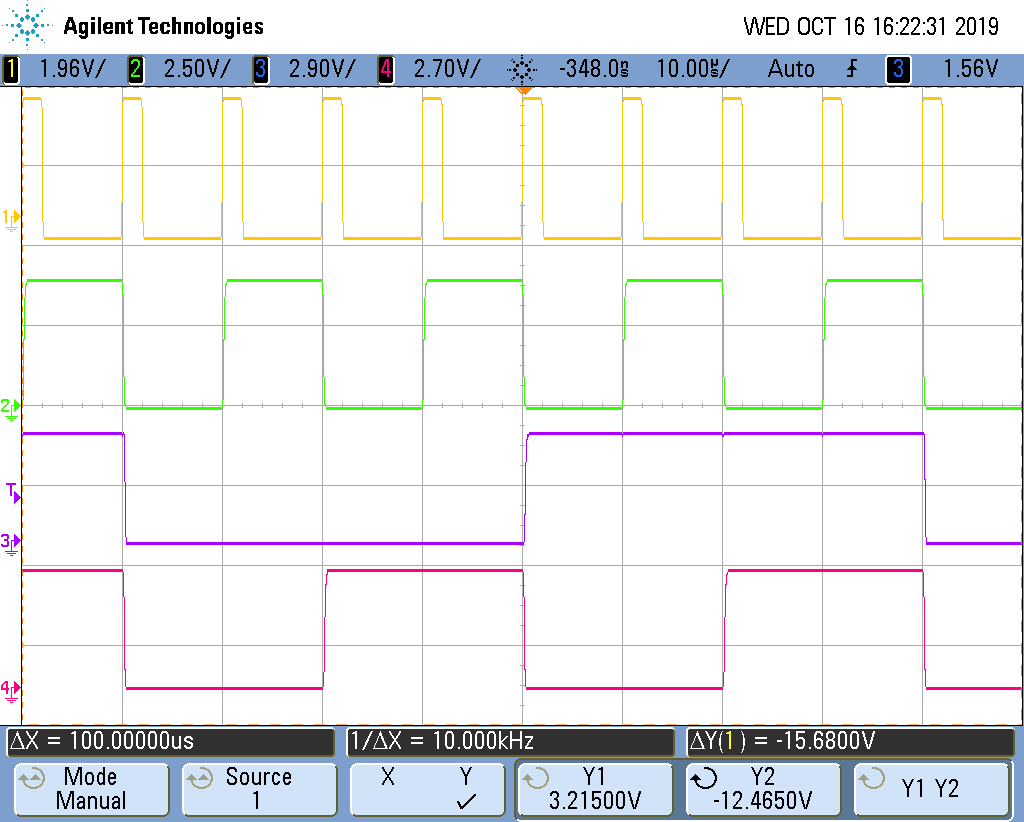 Agilent Technologies WED OCT 16 16:22:31 2019
1 1.96V/ 2 2.50V/ 3 2.90V/ 4 2.70V/ -348.0ns 10.00us/ Auto 3 1.56V
1
2
T
3
4
ΔX = 100.00000us 1/ΔX = 10.000kHz ΔY(1) = -15.6800V
Mode Source X Y Y1 Y2 Y1 Y2
Manual 1 ✓ 3.21500V -12.4650V